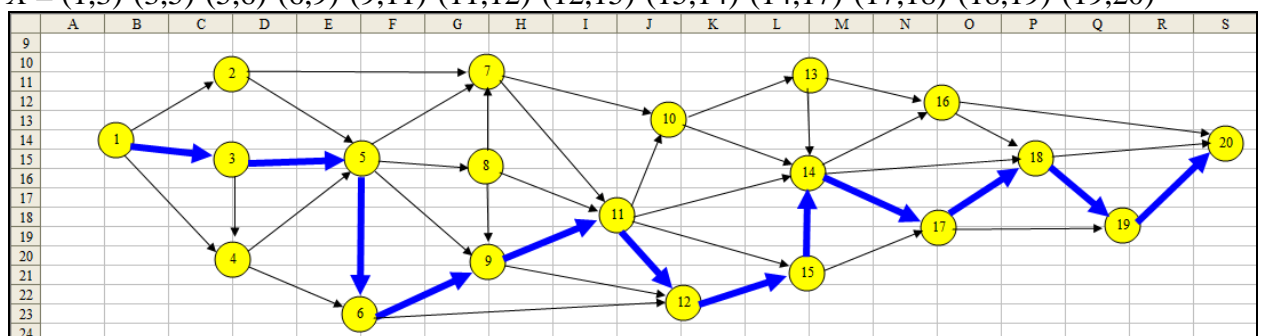 X = (1,3)-(3,5)-(5,6)-(6,9)-(9,11)-(11,12)-(12,15)-(15,14)-(14,17)-(17,18)-(18,19)-(19,20)
A B C D E F G H I J K L M N O P Q R S
9
10
2 7 13
11
12 16
13 10
14 1 20
15 3 5 8 18
16 14
17
18 11 19
19 17
20 4 9
21 15
22 12
23 6
24